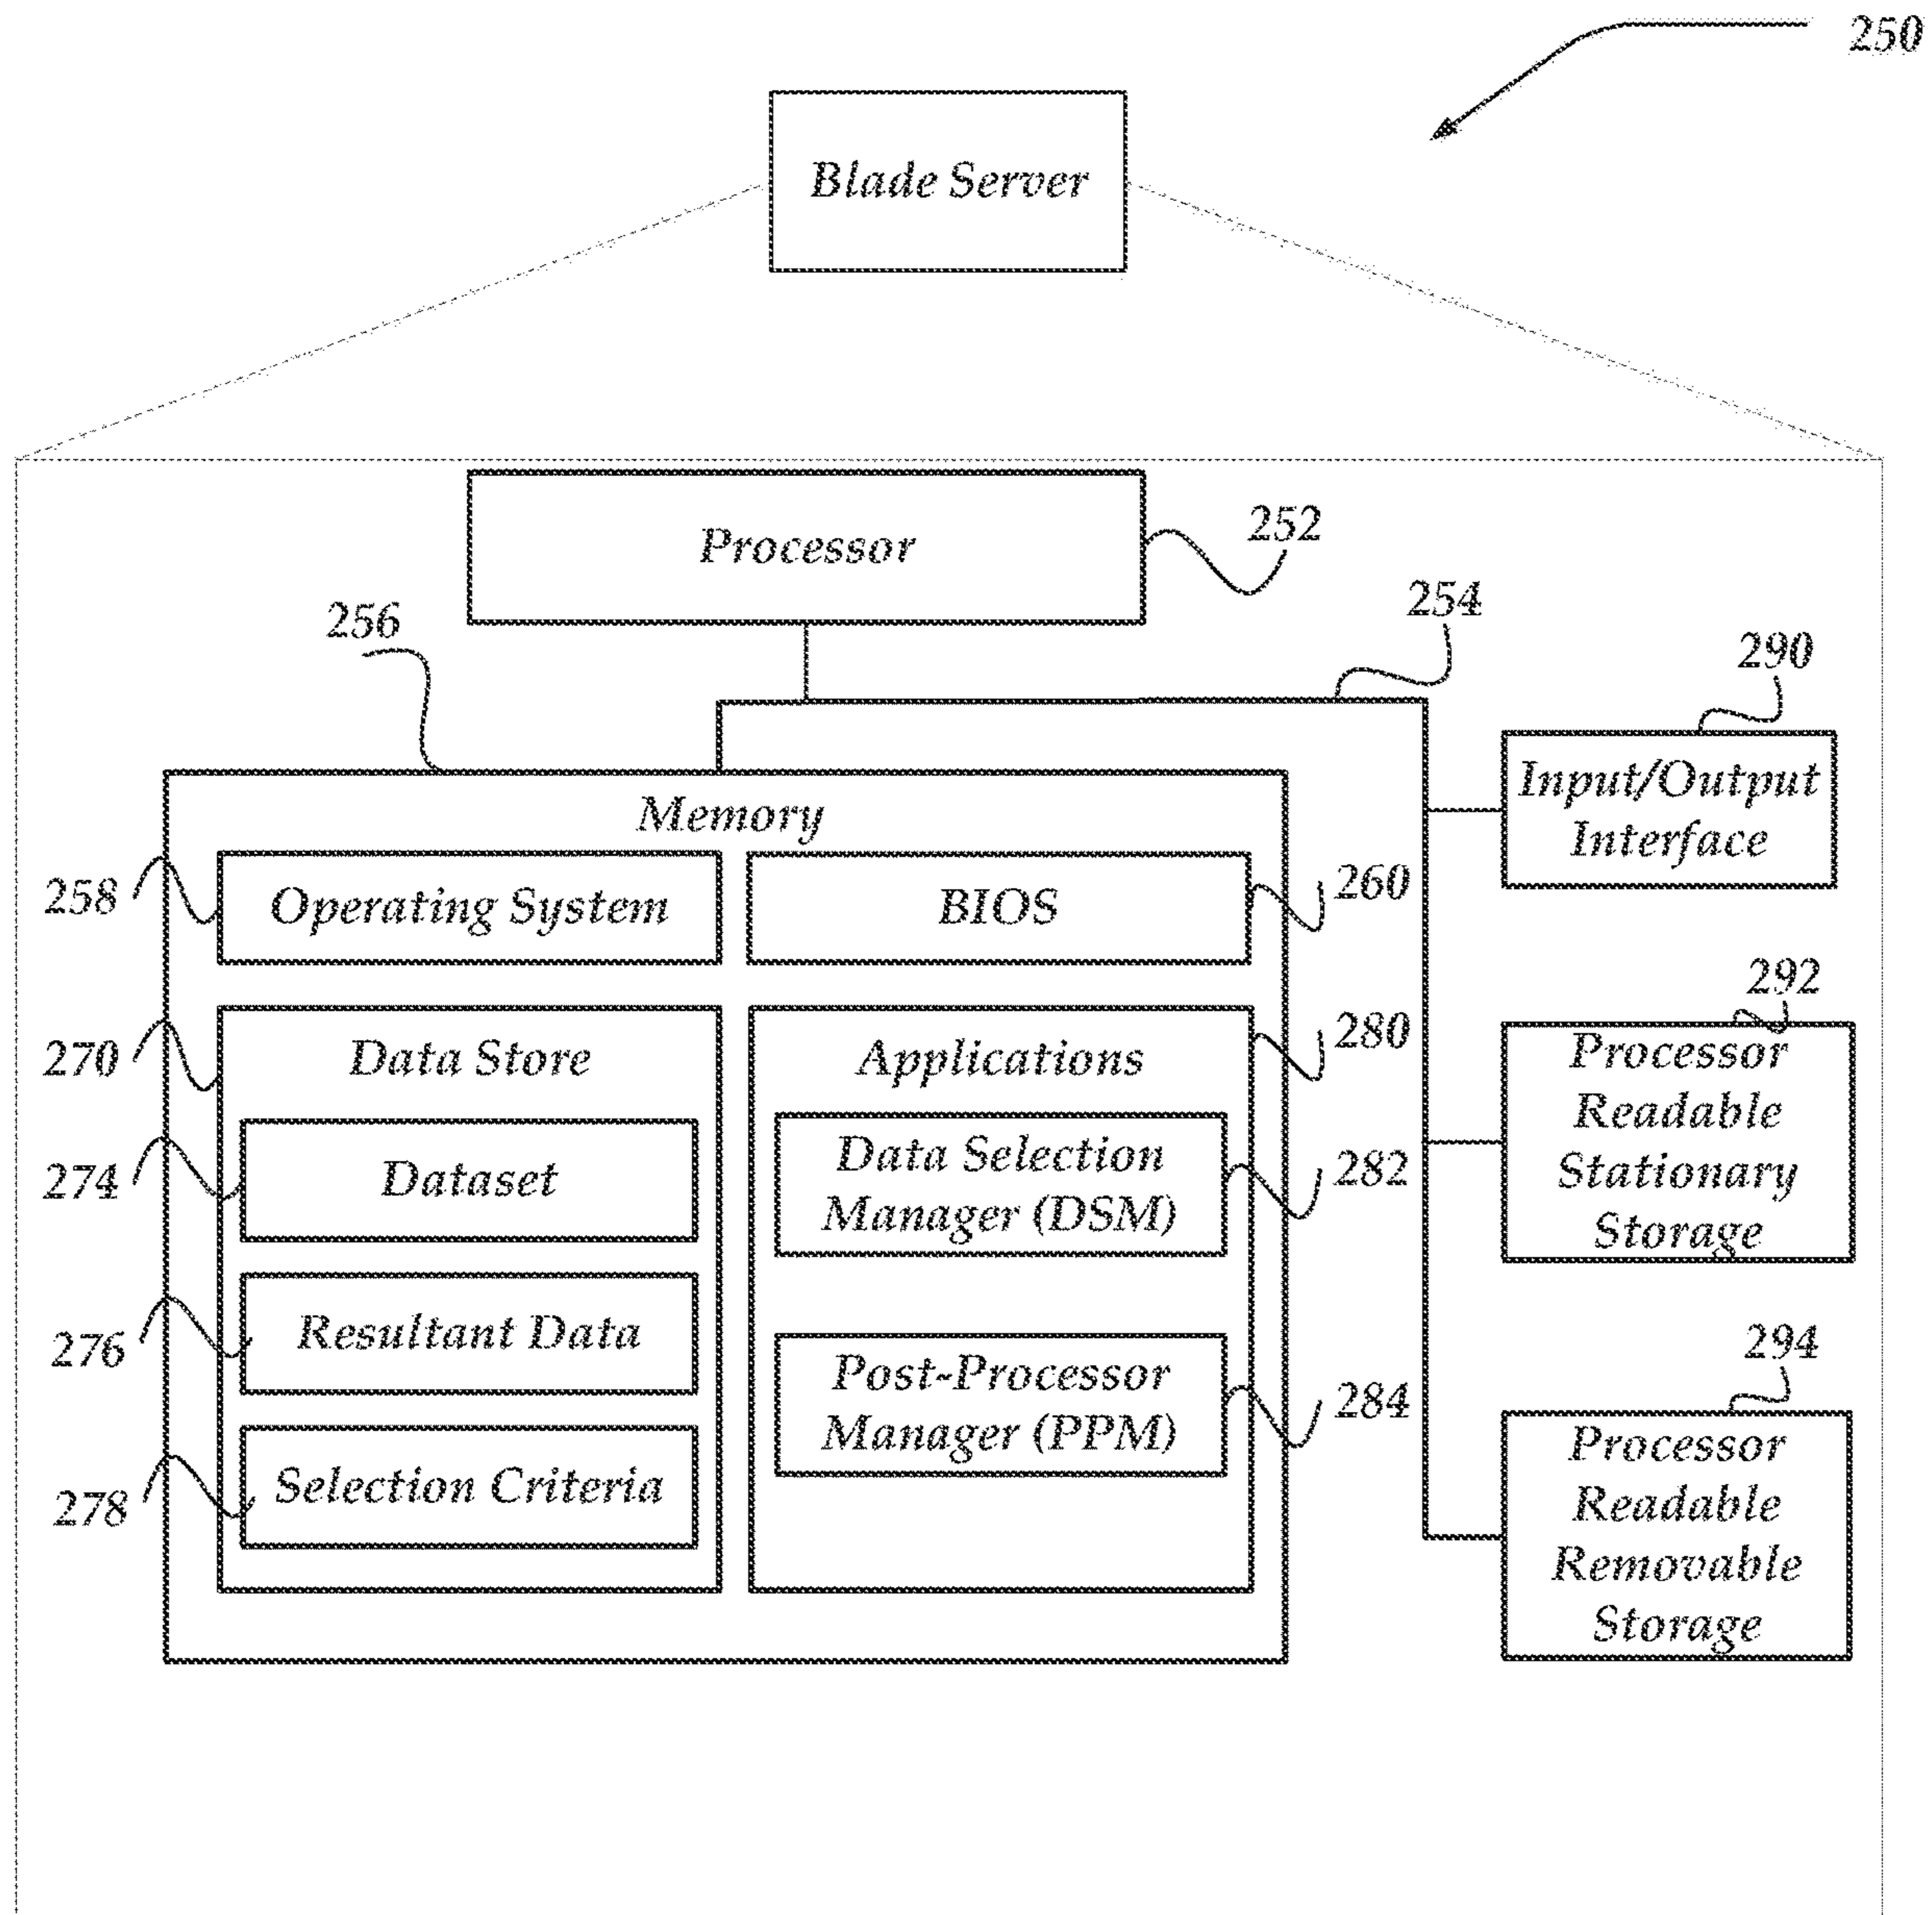 250
Blade Server
Processor
252
256
254
290
Input/Output
Interface
Memory
258
Operating System
BIOS
260
292
270
Data Store
Applications
280
Processor
Readable
Stationary
Storage
274
Dataset
Data Selection
Manager (DSM)
282
276
Resultant Data
Post-Processor
Manager (PPM)
284
294
278
Selection Criteria
Processor
Readable
Removable
Storage